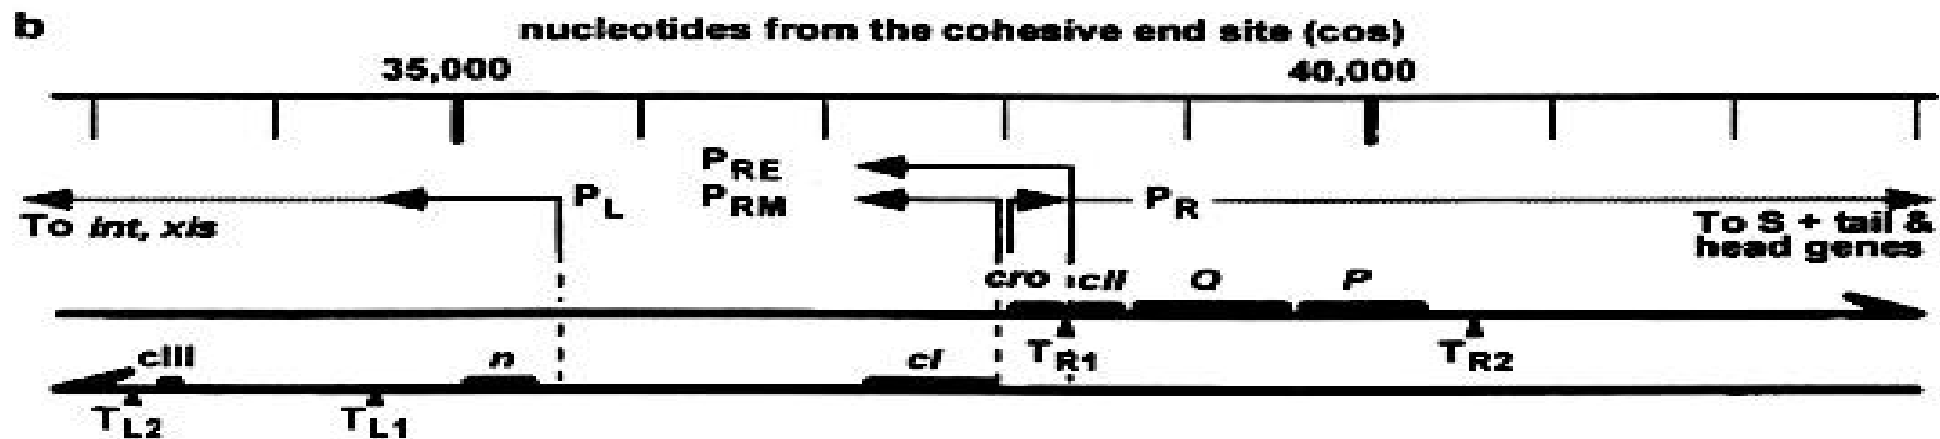 b
nucleotides from the cohesive end site (cos)
35,000 40,000
PRE
PL PRM PR
To int, xis
To S + tail &
head genes
cro cII O P
TR1 TR2
cIII n cI
TL2 TL1